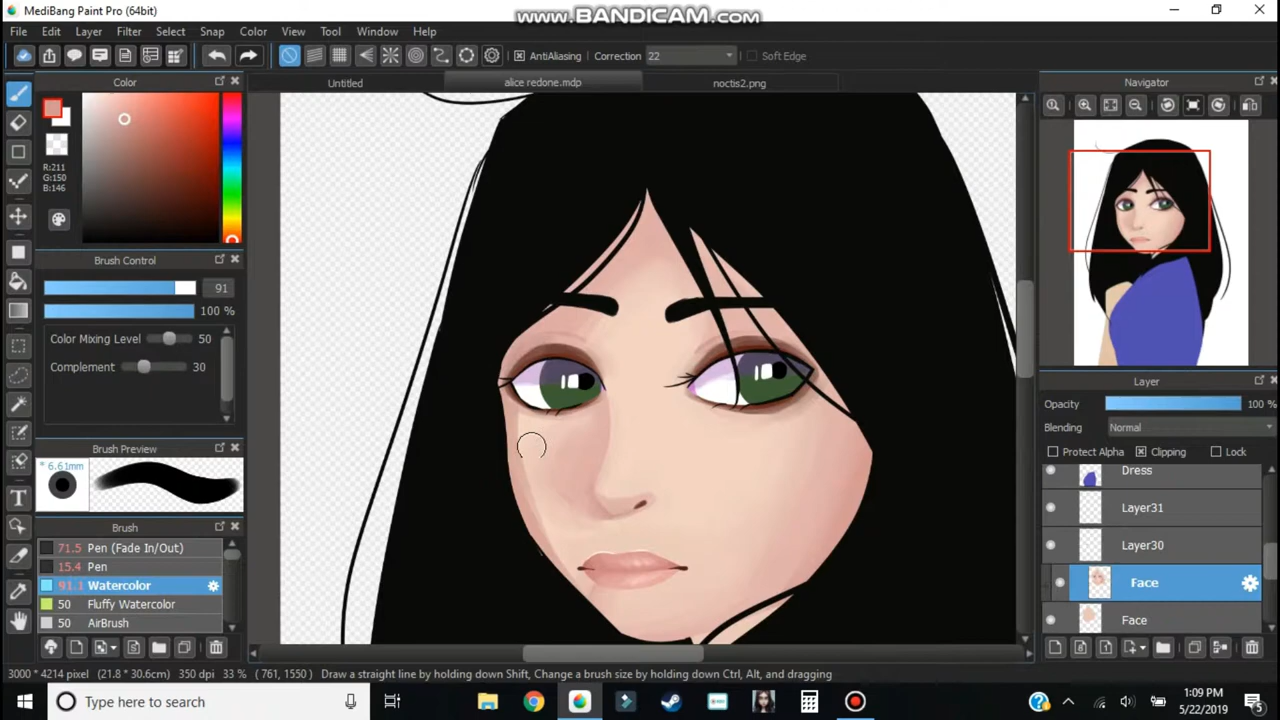 MediBang Paint Pro (64bit)
www.BANDICAM.com
File Edit Layer Filter Select Snap Color View Tool Window Help
AntiAliasing Correction 22 Soft Edge
Color
Untitled
alice redone.mdp
noctis2.png
Navigator
R:211
G:150
B:146
Brush Control
91
100 %
Color Mixing Level 50
Complement 30
Brush Preview
* 6.61mm
Brush
71.5 Pen (Fade In/Out)
15.4 Pen
91.1 Watercolor
50 Fluffy Watercolor
50 AirBrush
Layer
Opacity 100 %
Blending Normal
Protect Alpha Clipping Lock
Dress
Layer31
Layer30
Face
Face
3000 * 4214 pixel (21.8 * 30.6cm) 350 dpi 33 % ( 761, 1550 ) Draw a straight line by holding down Shift, Change a brush size by holding down Ctrl, Alt, and dragging
Type here to search
1:09 PM
5/22/2019
5